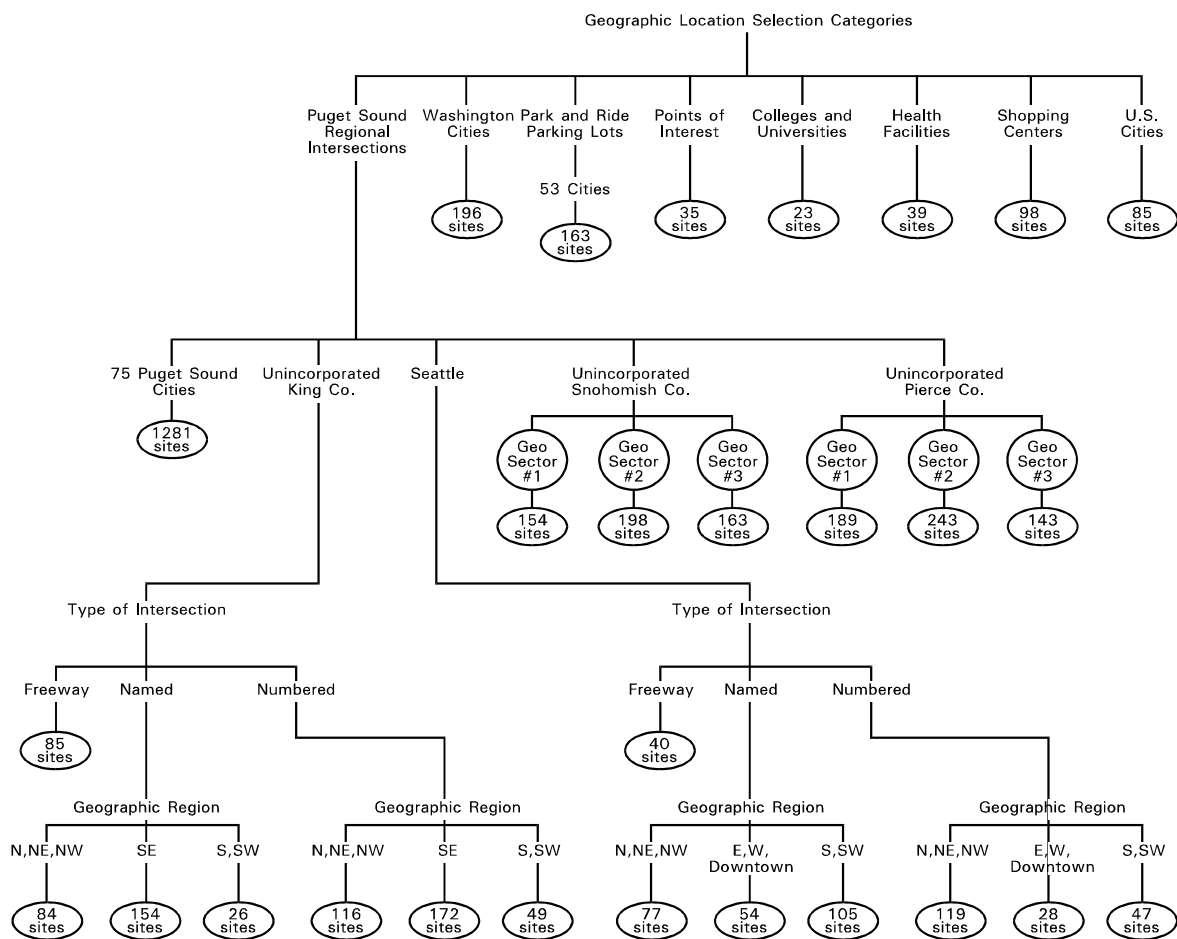 Geographic Location Selection Categories
Puget Sound
Regional
Intersections
Washington
Cities
Park and Ride
Parking Lots
Points of
Interest
Colleges and
Universities
Health
Facilities
Shopping
Centers
U.S.
Cities
53 Cities
196
sites
163
sites
35
sites
23
sites
39
sites
98
sites
85
sites
75 Puget Sound
Cities
Unincorporated
King Co.
Seattle
Unincorporated
Snohomish Co.
Unincorporated
Pierce Co.
1281
sites
Geo
Sector
#1
Geo
Sector
#2
Geo
Sector
#3
Geo
Sector
#1
Geo
Sector
#2
Geo
Sector
#3
154
sites
198
sites
163
sites
189
sites
243
sites
143
sites
Type of Intersection
Type of Intersection
Freeway
Named
Numbered
Freeway
Named
Numbered
85
sites
40
sites
Geographic Region
Geographic Region
Geographic Region
Geographic Region
N,NE,NW
SE
S,SW
N,NE,NW
SE
S,SW
N,NE,NW
E,W,
Downtown
S,SW
N,NE,NW
E,W,
Downtown
S,SW
84
sites
154
sites
26
sites
116
sites
172
sites
49
sites
77
sites
54
sites
105
sites
119
sites
28
sites
47
sites